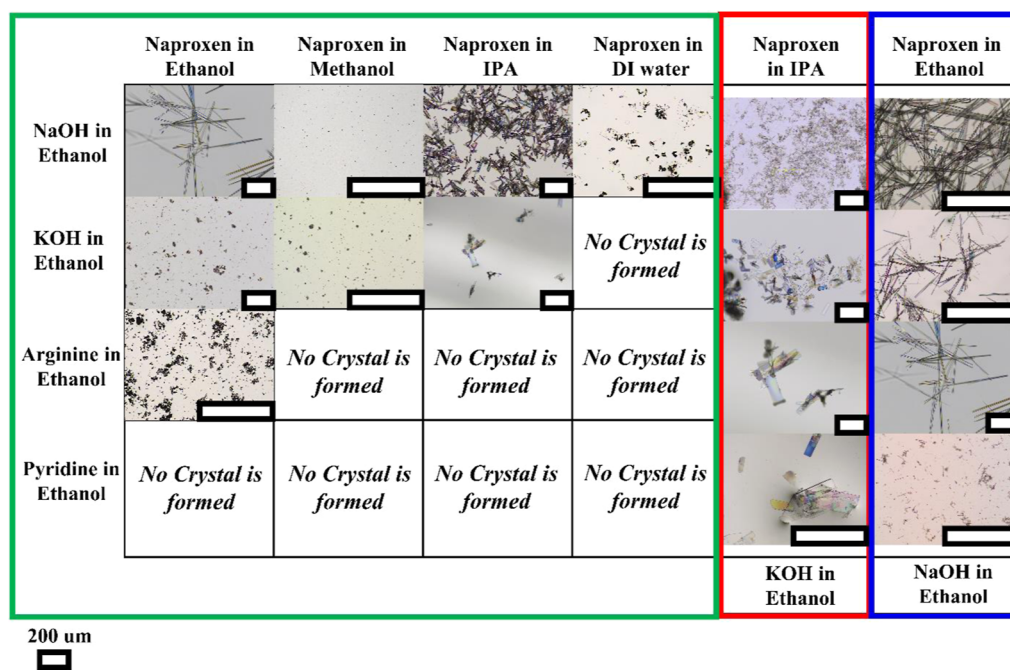 Naproxen in
Ethanol
Naproxen in
Methanol
Naproxen in
IPA
Naproxen in
DI water
Naproxen
in IPA
Naproxen in
Ethanol
NaOH in
Ethanol
KOH in
Ethanol
No Crystal is
formed
Arginine in
Ethanol
No Crystal is
formed
No Crystal is
formed
No Crystal is
formed
Pyridine in
Ethanol
No Crystal is
formed
No Crystal is
formed
No Crystal is
formed
No Crystal is
formed
KOH in
Ethanol
NaOH in
Ethanol
200 um